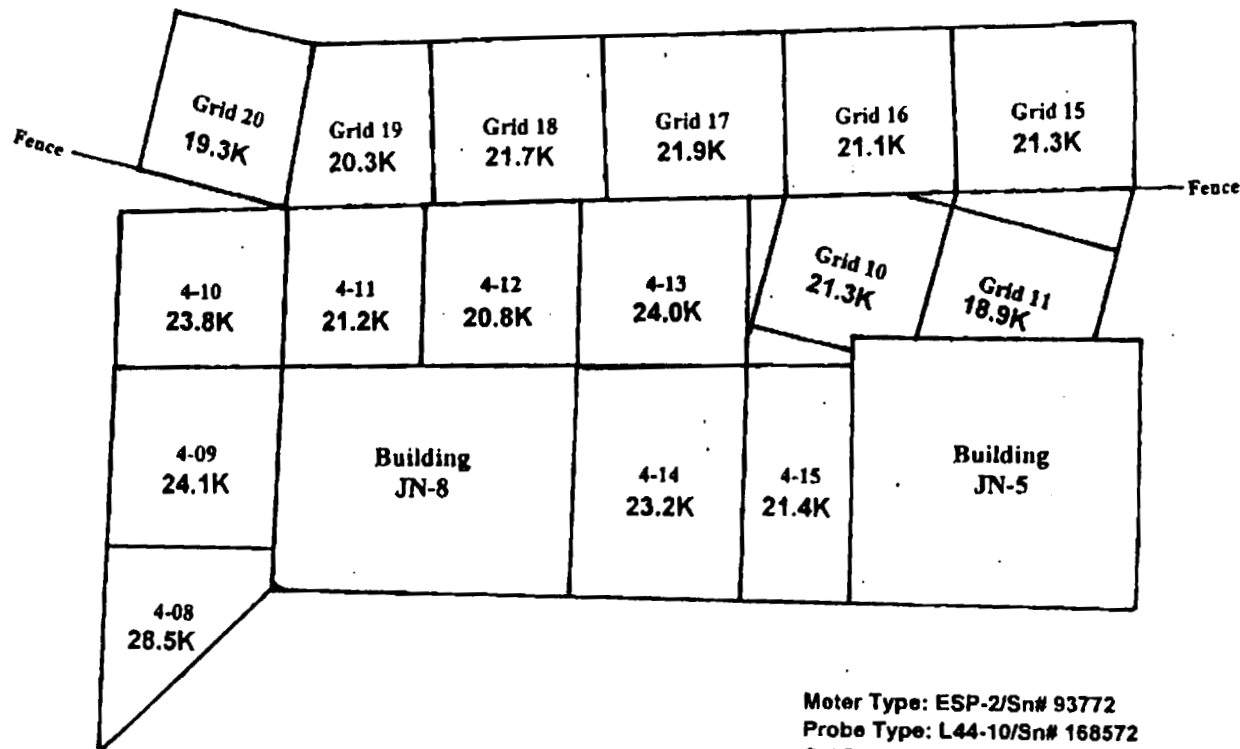 Grid 20
19.3K
Grid 19
20.3K
Grid 18
21.7K
Grid 17
21.9K
Grid 16
21.1K
Grid 15
21.3K
Fence
Fence
4-10
23.8K
4-11
21.2K
4-12
20.8K
4-13
24.0K
Grid 10
21.3K
Grid 11
18.9K
4-09
24.1K
Building
JN-8
4-14
23.2K
4-15
21.4K
Building
JN-5
4-08
28.5K
Meter Type: ESP-2/Sn# 93772
Probe Type: L44-10/Sn# 168572